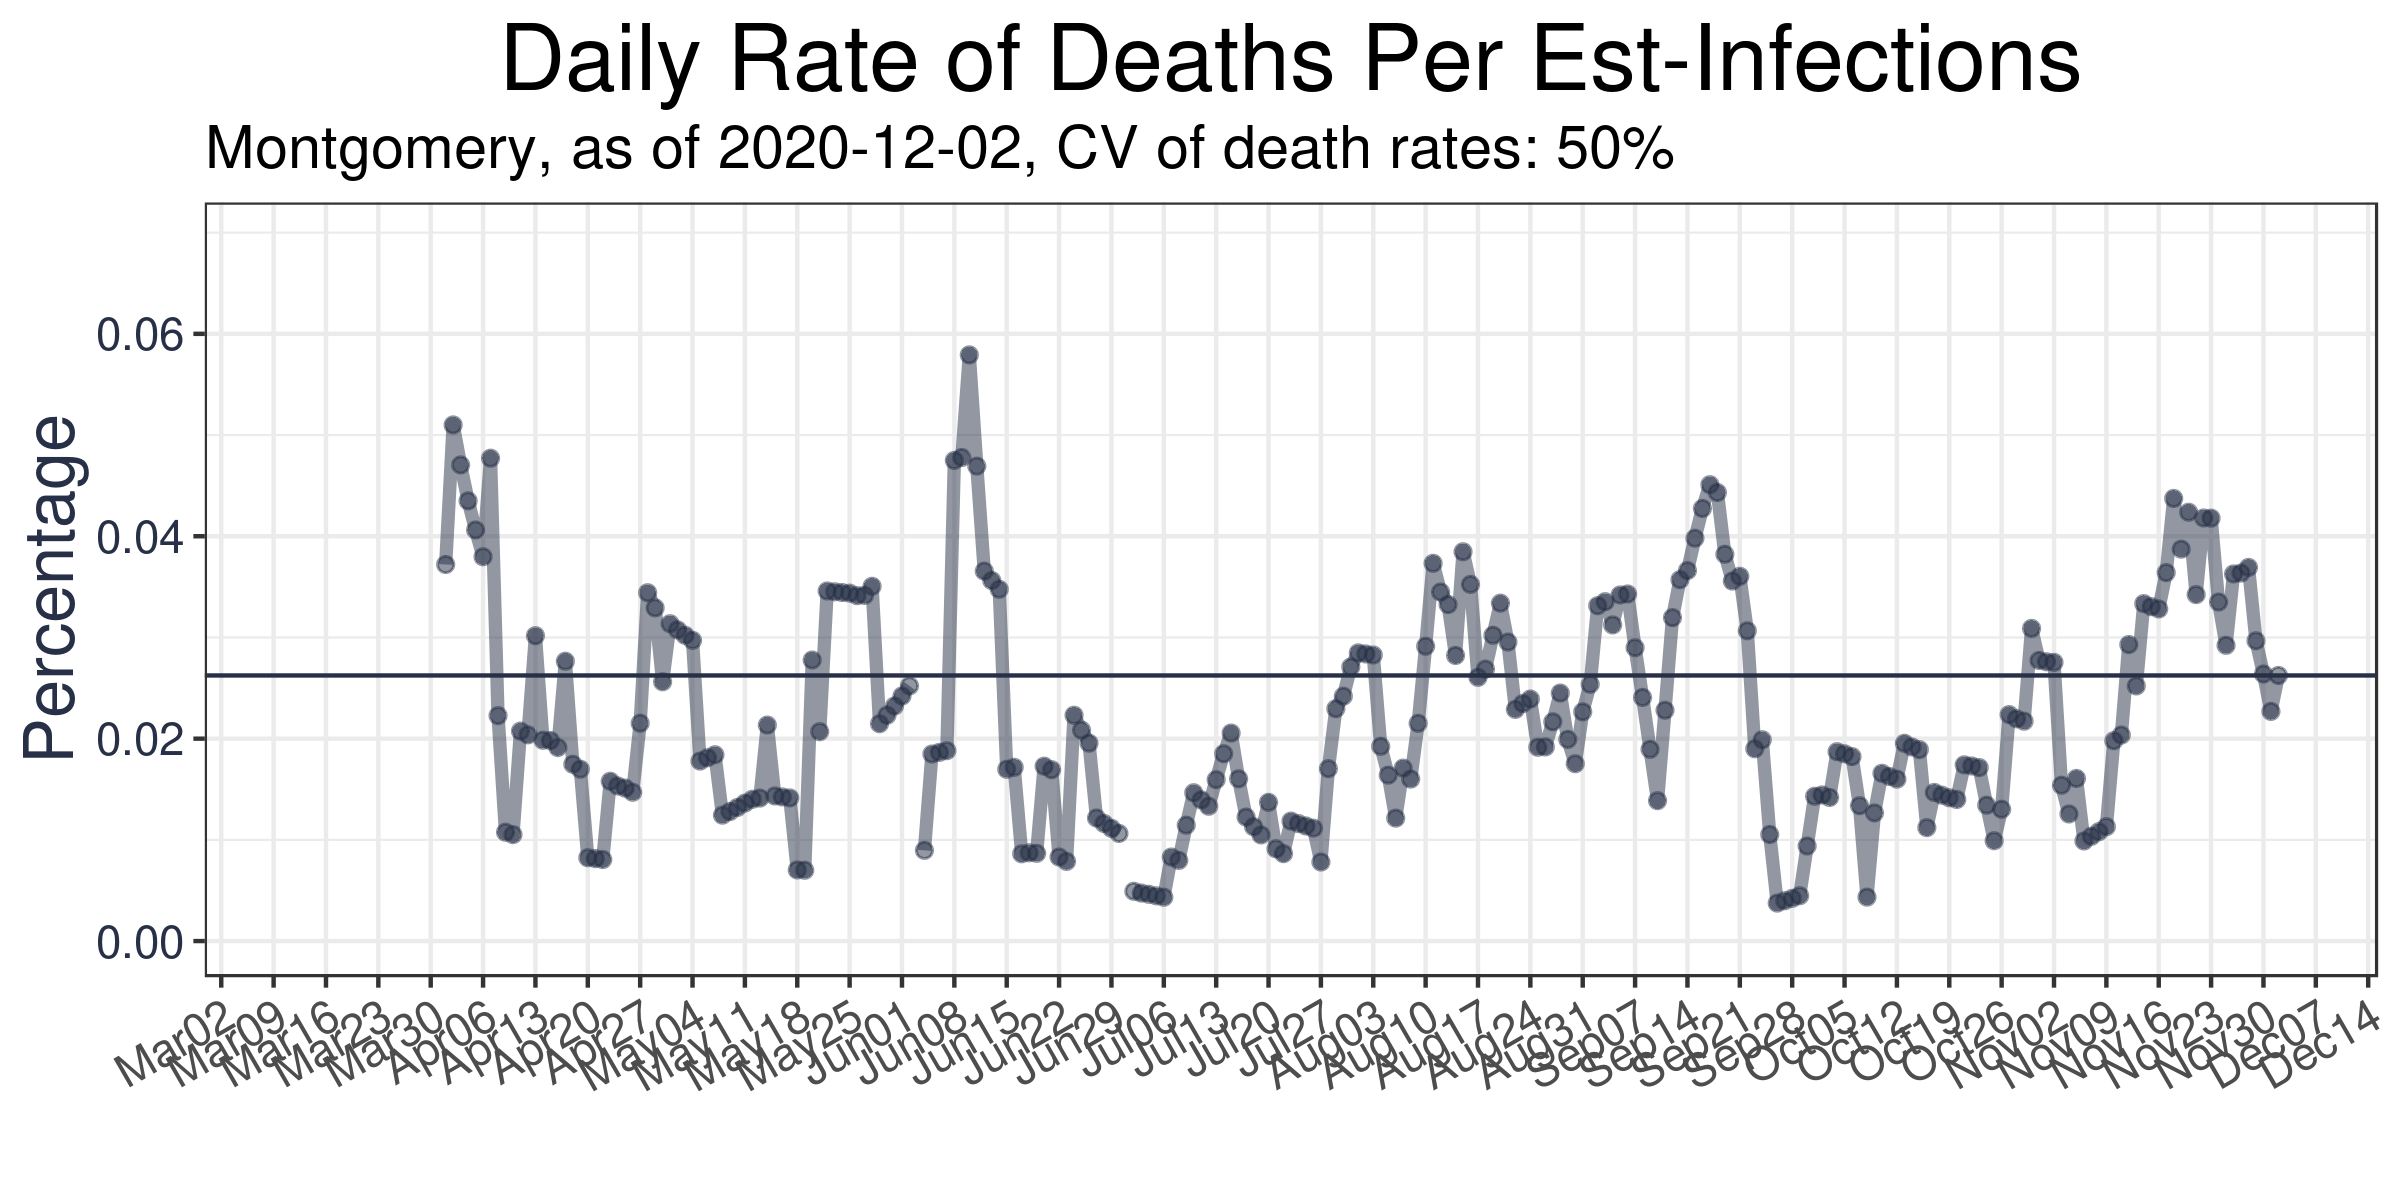 Daily Rate of Deaths Per Est-Infections
Montgomery, as of 2020-12-02, CV of death rates: 50%
Percentage
0.06
0.04
0.02
0.00
Mar02
Mar09
Mar16
Mar23
Mar30
Apr06
Apr13
Apr20
Apr27
May04
May11
May18
May25
Jun01
Jun08
Jun15
Jun22
Jun29
Jul06
Jul13
Jul20
Jul27
Aug03
Aug10
Aug17
Aug24
Aug31
Sep07
Sep14
Sep21
Sep28
Oct05
Oct12
Oct19
Oct26
Nov02
Nov09
Nov16
Nov23
Nov30
Dec07
Dec14